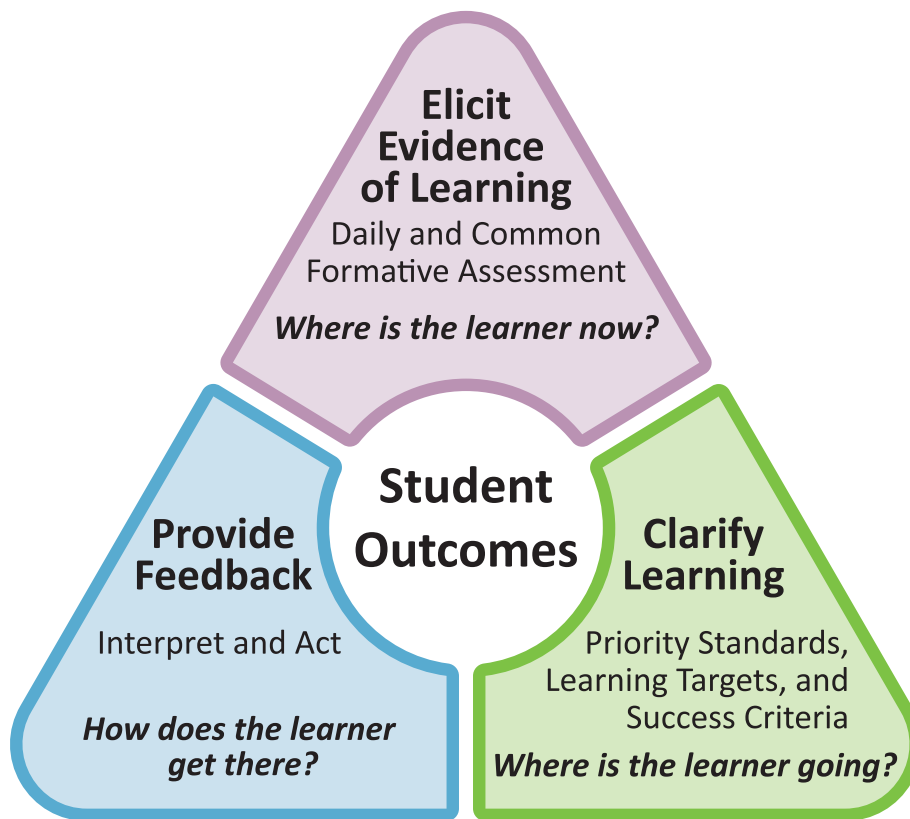 Elicit
Evidence
of Learning
Daily and Common
Formative Assessment
Where is the learner now?
Student
Outcomes
Provide
Feedback
Interpret and Act
How does the learner
get there?
Clarify
Learning
Priority Standards,
Learning Targets, and
Success Criteria
Where is the learner going?